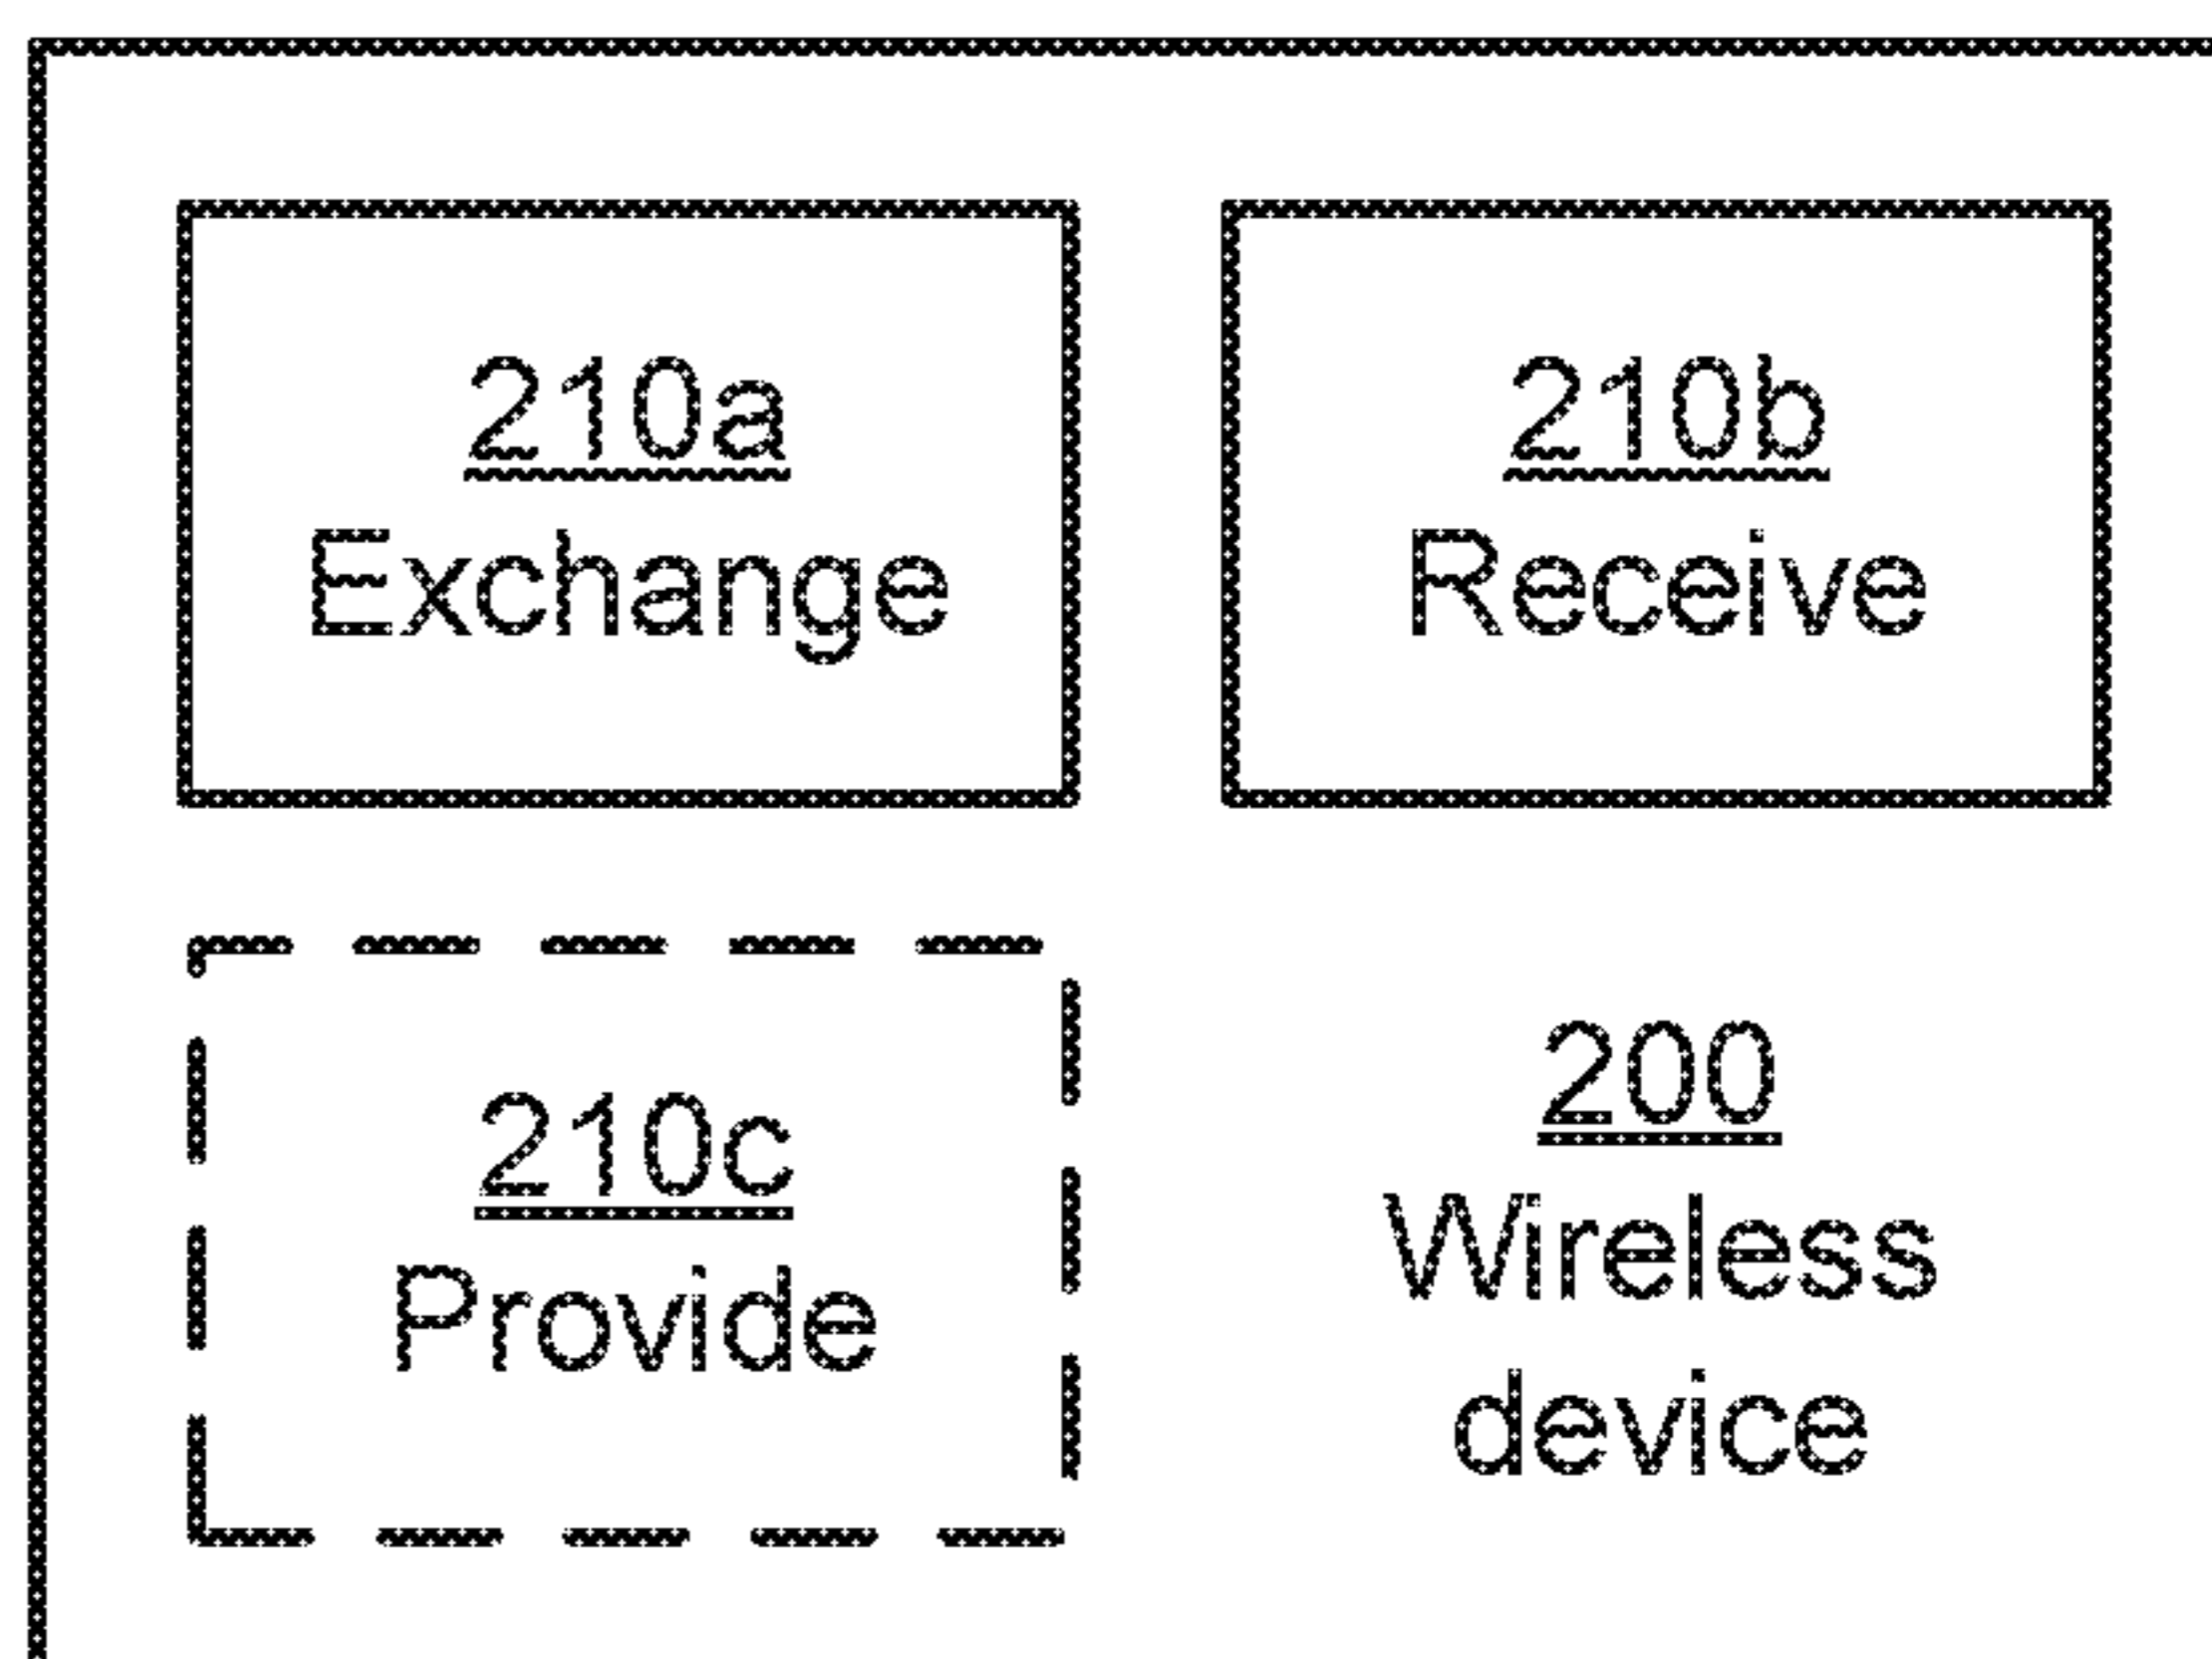 210a
Exchange
210b
Receive
210c
Provide
200
Wireless
device